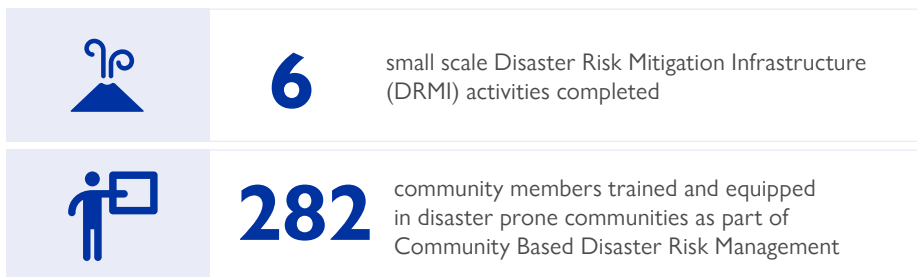 6
small scale Disaster Risk Mitigation Infrastructure
(DRMI) activities completed
282
community members trained and equipped
in disaster prone communities as part of
Community Based Disaster Risk Management